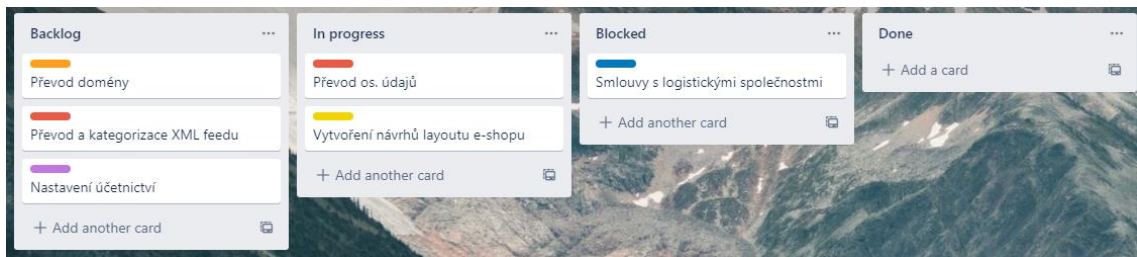 Backlog
Převod domény
Převod a kategorizace XML feedu
Nastavení účetnictví
+ Add another card
In progress
Převod os. údajů
Vytvoření návrhů layoutu e-shopu
+ Add another card
Blocked
Smlouvy s logistickými společnostmi
+ Add another card
Done
+ Add a card